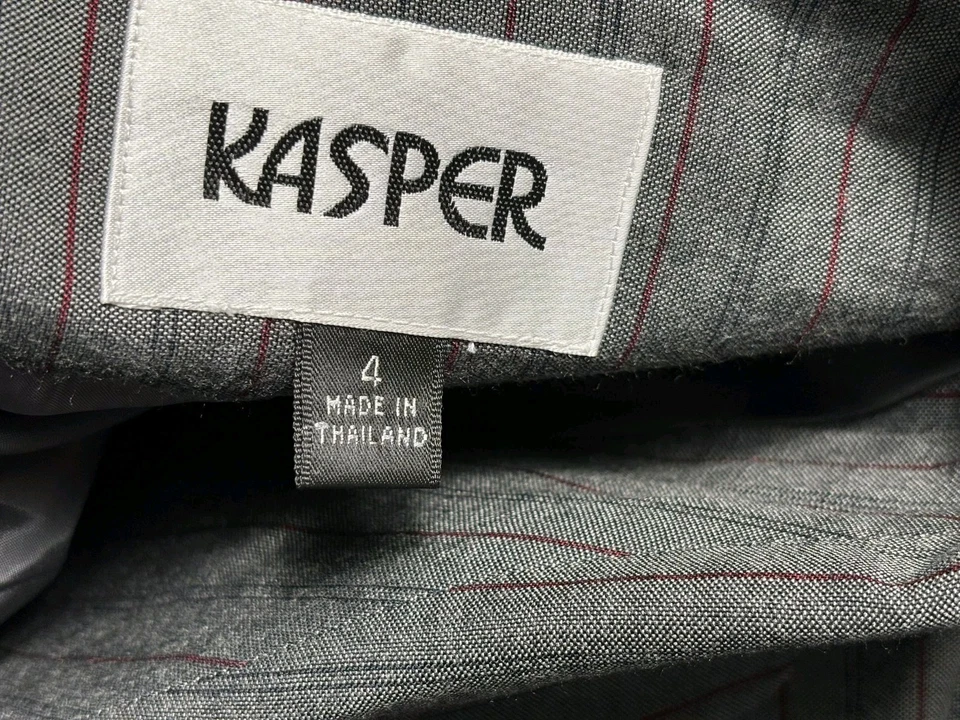 KASPER
4
MADE IN
THAILAND